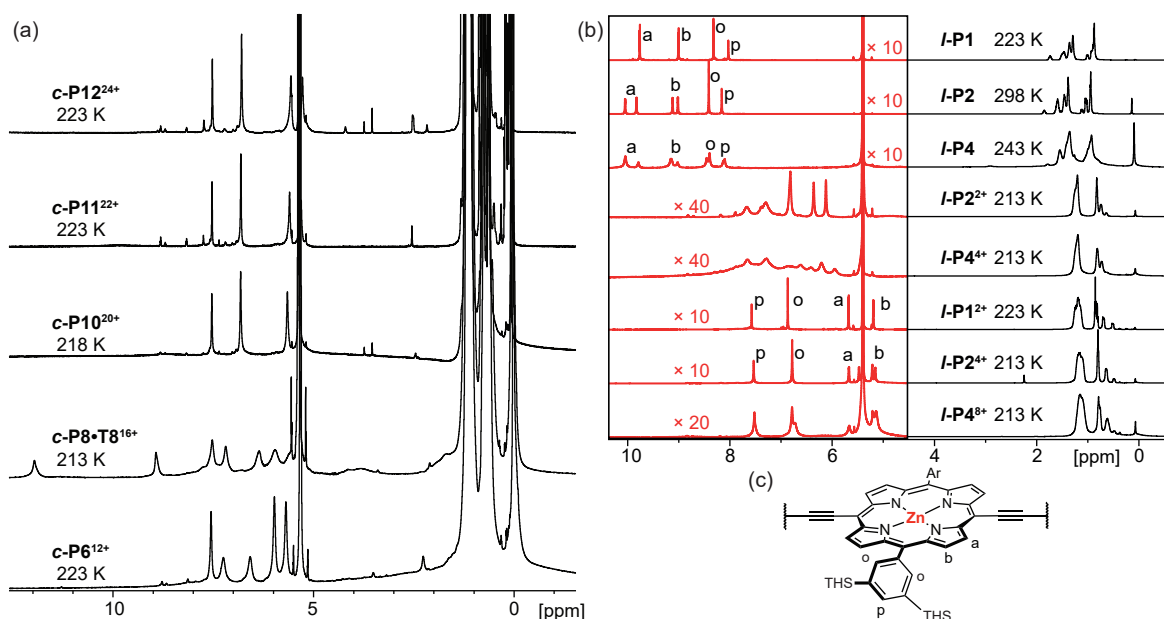 (a)
c-P12²⁴⁺
223 K
c-P11²²⁺
223 K
c-P10²⁰⁺
218 K
c-P8•T8¹⁶⁺
213 K
c-P6¹²⁺
223 K
10 5 0 [ppm]
(b)
a b o p × 10 l-P1 223 K
a b o p × 10 l-P2 298 K
a b o p × 10 l-P4 243 K
× 40 l-P2²⁺ 213 K
× 40 l-P4⁴⁺ 213 K
× 10 p o a b l-P1²⁺ 223 K
× 10 p o a b l-P2⁴⁺ 213 K
× 20 l-P4⁸⁺ 213 K
10 8 6 4 2 [ppm] 0
(c)
Ar
N N
Zn
N N
a
b
o
o
THS
p
THS